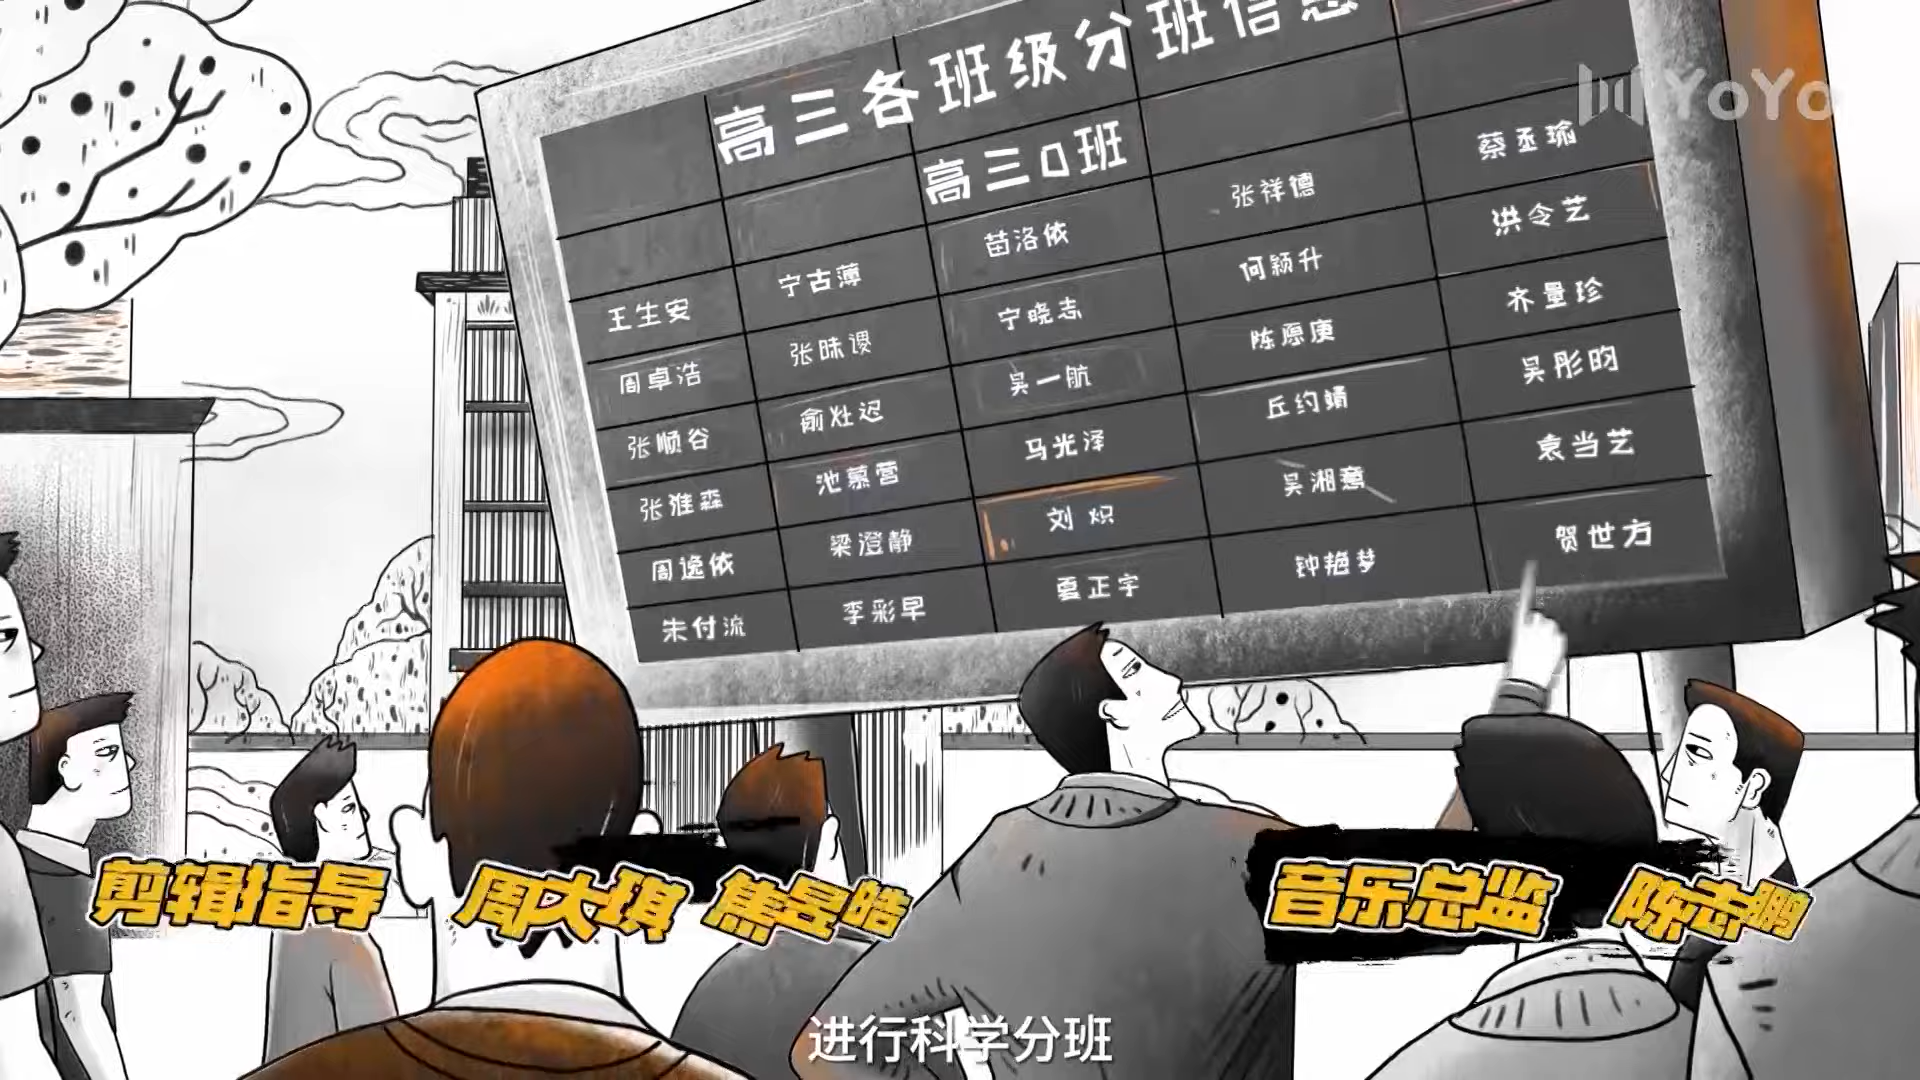 高三各班级分班信息
YoYo
高三0班
王生安 宁古薄 苗洛依 张祥德 蔡丞瑜
周卓浩 张昧谡 宁晓志 何颖升 洪令艺
张顺谷 俞灶迟 吴一航 陈愿庚 齐量珍
张雅森 池慕营 马光泽 丘约婧 吴彤昀
周逸依 梁澄静 刘炽 吴湘薏 袁当艺
朱付流 李彩早 夏正宇 钟艳梦 贺世方
剪辑指导 周大琪 焦昱皓 音乐总监 陈志鹏
进行科学分班